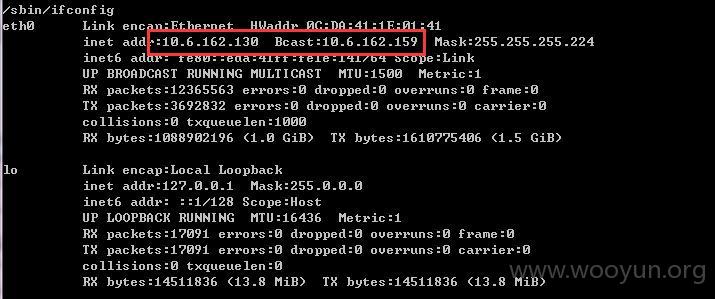 /sbin/ifconfig
eth0 Link encap:Ethernet HWaddr 0C:DA:41:1E:01:41
inet addr:10.6.162.130 Bcast:10.6.162.159 Mask:255.255.255.224
inet6 addr: fe80::eda:41ff:fe1e:141/64 Scope:Link
UP BROADCAST RUNNING MULTICAST MTU:1500 Metric:1
RX packets:12365563 errors:0 dropped:0 overruns:0 frame:0
TX packets:3692832 errors:0 dropped:0 overruns:0 carrier:0
collisions:0 txqueuelen:1000
RX bytes:1088902196 (1.0 GiB) TX bytes:1610775406 (1.5 GiB)
lo Link encap:Local Loopback
inet addr:127.0.0.1 Mask:255.0.0.0
inet6 addr: ::1/128 Scope:Host
UP LOOPBACK RUNNING MTU:16436 Metric:1
RX packets:17091 errors:0 dropped:0 overruns:0 frame:0
TX packets:17091 errors:0 dropped:0 overruns:0 carrier:0
collisions:0 txqueuelen:0
RX bytes:14511836 (13.8 MiB) TX bytes:14511836 (13.8 MiB)
www.wooyun.org